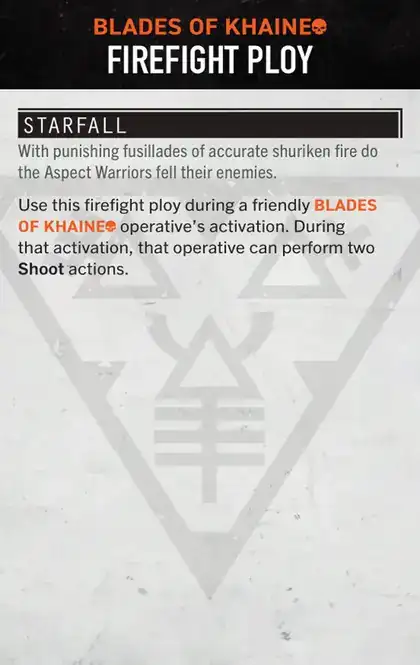 BLADES OF KHAINE
FIREFIGHT PLOY
STARFALL
With punishing fusillades of accurate shuriken fire do
the Aspect Warriors fell their enemies.
Use this firefight ploy during a friendly BLADES
OF KHAINE operative's activation. During
that activation, that operative can perform two
Shoot actions.